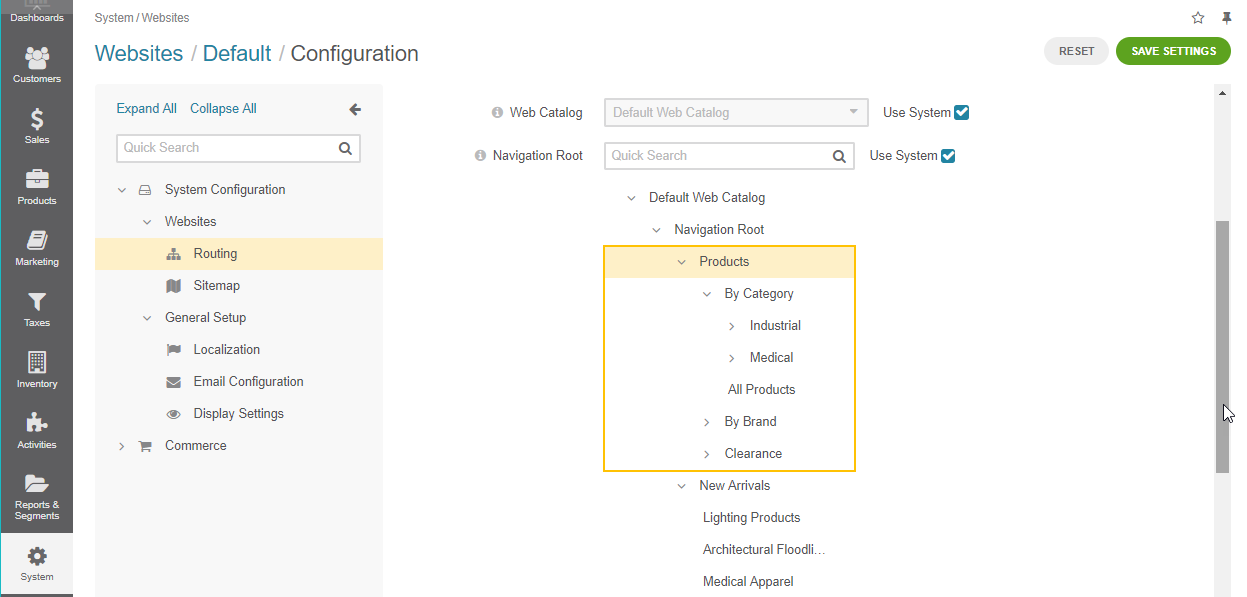 Dashboards
Customers
Sales
Products
Marketing
Taxes
Inventory
Activities
Reports &
Segments
System
System / Websites
Websites / Default / Configuration
RESET
SAVE SETTINGS
Expand All
Collapse All
Quick Search
System Configuration
Websites
Routing
Sitemap
General Setup
Localization
Email Configuration
Display Settings
Commerce
Web Catalog
Default Web Catalog
Use System
Navigation Root
Quick Search
Use System
Default Web Catalog
Navigation Root
Products
By Category
Industrial
Medical
All Products
By Brand
Clearance
New Arrivals
Lighting Products
Architectural Floodli...
Medical Apparel